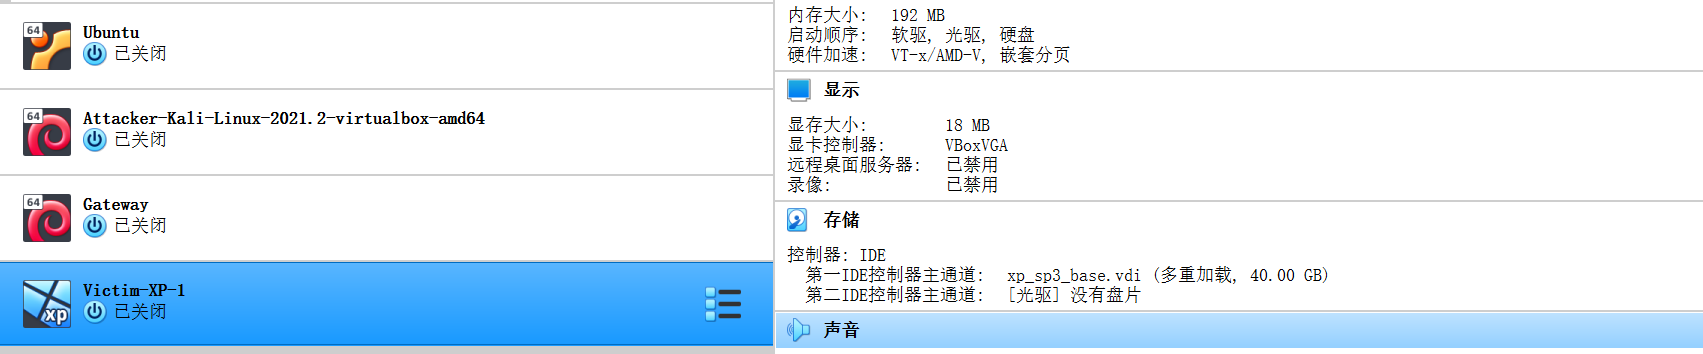 64
Ubuntu
已关闭
64
Attacker-Kali-Linux-2021.2-virtualbox-amd64
已关闭
64
Gateway
已关闭
xp
Victim-XP-1
已关闭
内存大小: 192 MB
启动顺序: 软驱, 光驱, 硬盘
硬件加速: VT-x/AMD-V, 嵌套分页
显示
显存大小: 18 MB
显卡控制器: VBoxVGA
远程桌面服务器: 已禁用
录像: 已禁用
存储
控制器: IDE
第一IDE控制器主通道: xp_sp3_base.vdi (多重加载, 40.00 GB)
第二IDE控制器主通道: [光驱] 没有盘片
声音